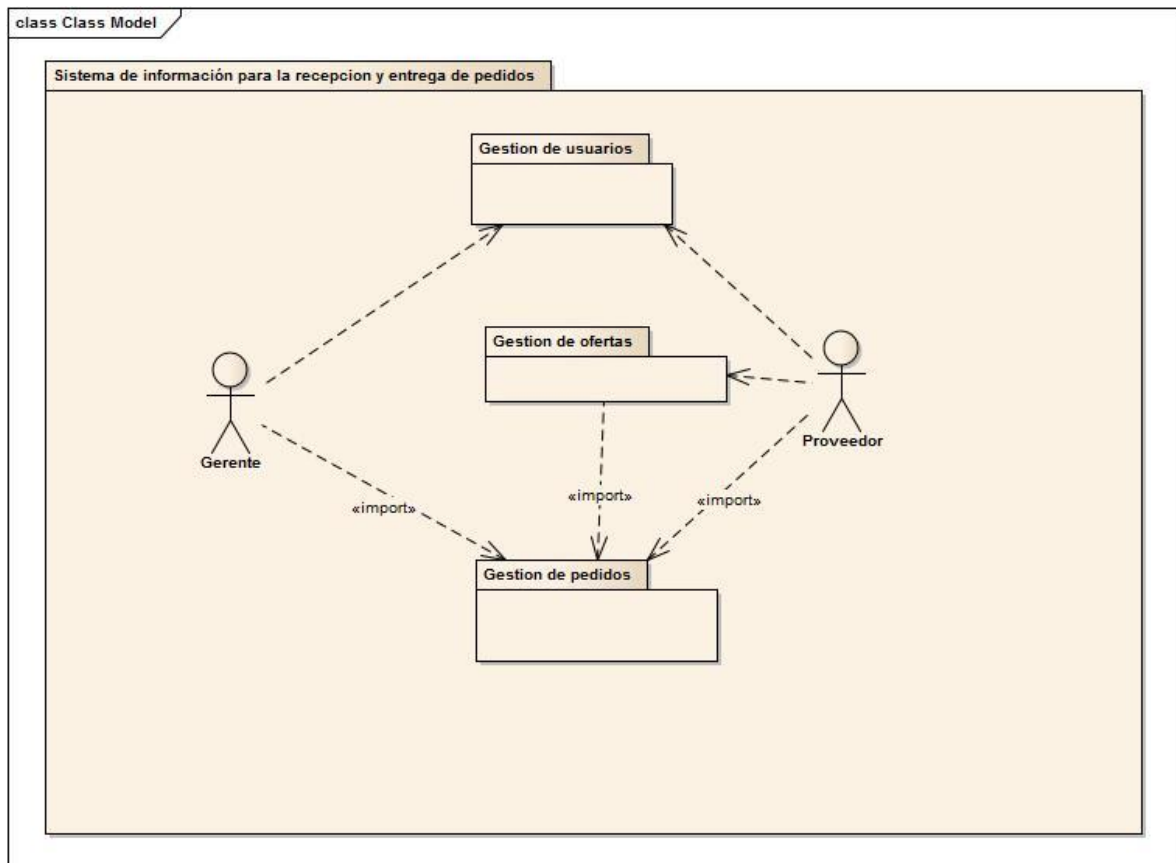 class Class Model
Sistema de información para la recepcion y entrega de pedidos
Gestion de usuarios
Gestion de ofertas
Gerente
Proveedor
«import»
«import»
«import»
Gestion de pedidos